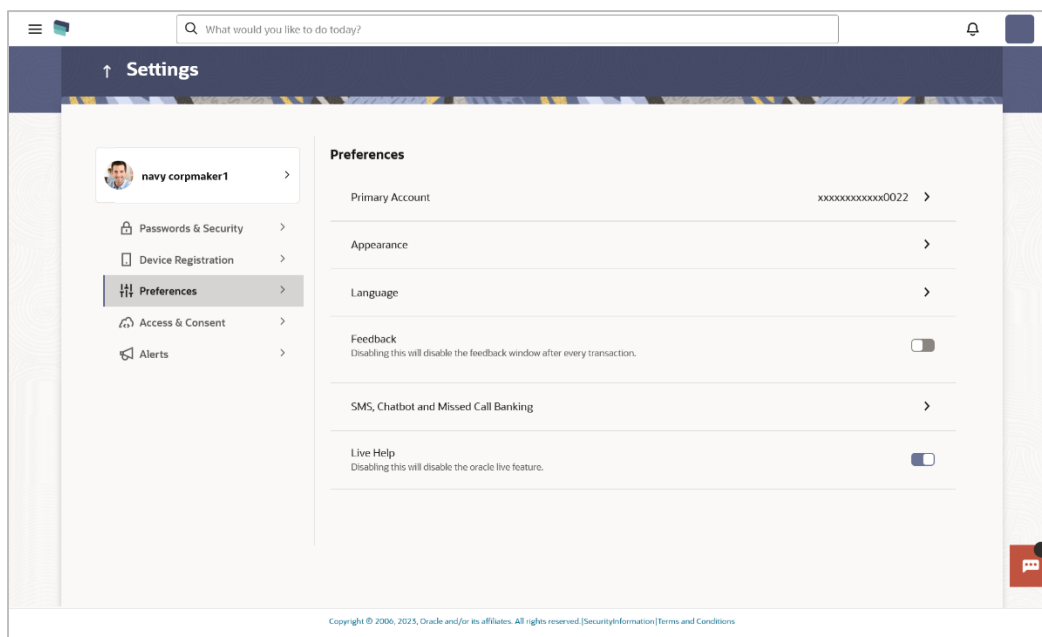 What would you like to do today?
↑ Settings
navy corpmaker1
Passwords & Security
Device Registration
Preferences
Access & Consent
Alerts
Preferences
Primary Account xxxxxxxxxxxx0022
Appearance
Language
Feedback
Disabling this will disable the feedback window after every transaction.
SMS, Chatbot and Missed Call Banking
Live Help
Disabling this will disable the oracle live feature.
Copyright © 2006, 2023, Oracle and/or its affiliates. All rights reserved.|SecurityInformation|Terms and Conditions